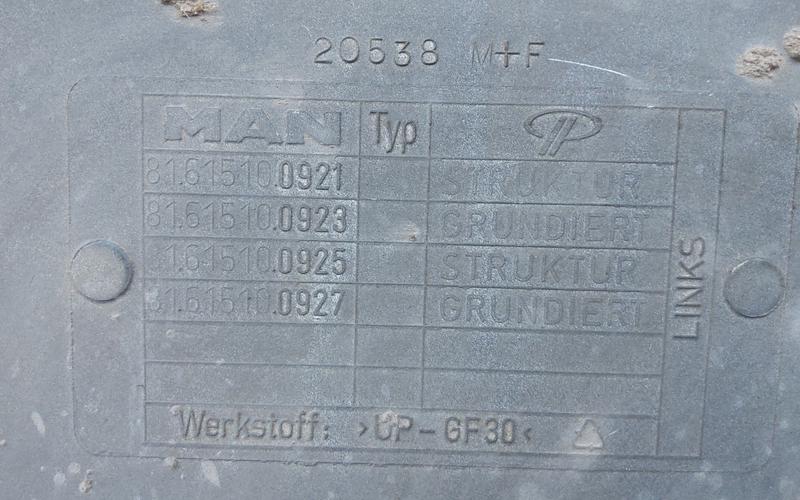 20538 M+F
MAN Typ
81.61510.0921 STRUKTUR
81.61510.0923 GRUNDIERT
81.61510.0925 STRUKTUR
81.61510.0927 GRUNDIERT
LINKS
Werkstoff: >UP-GF30<